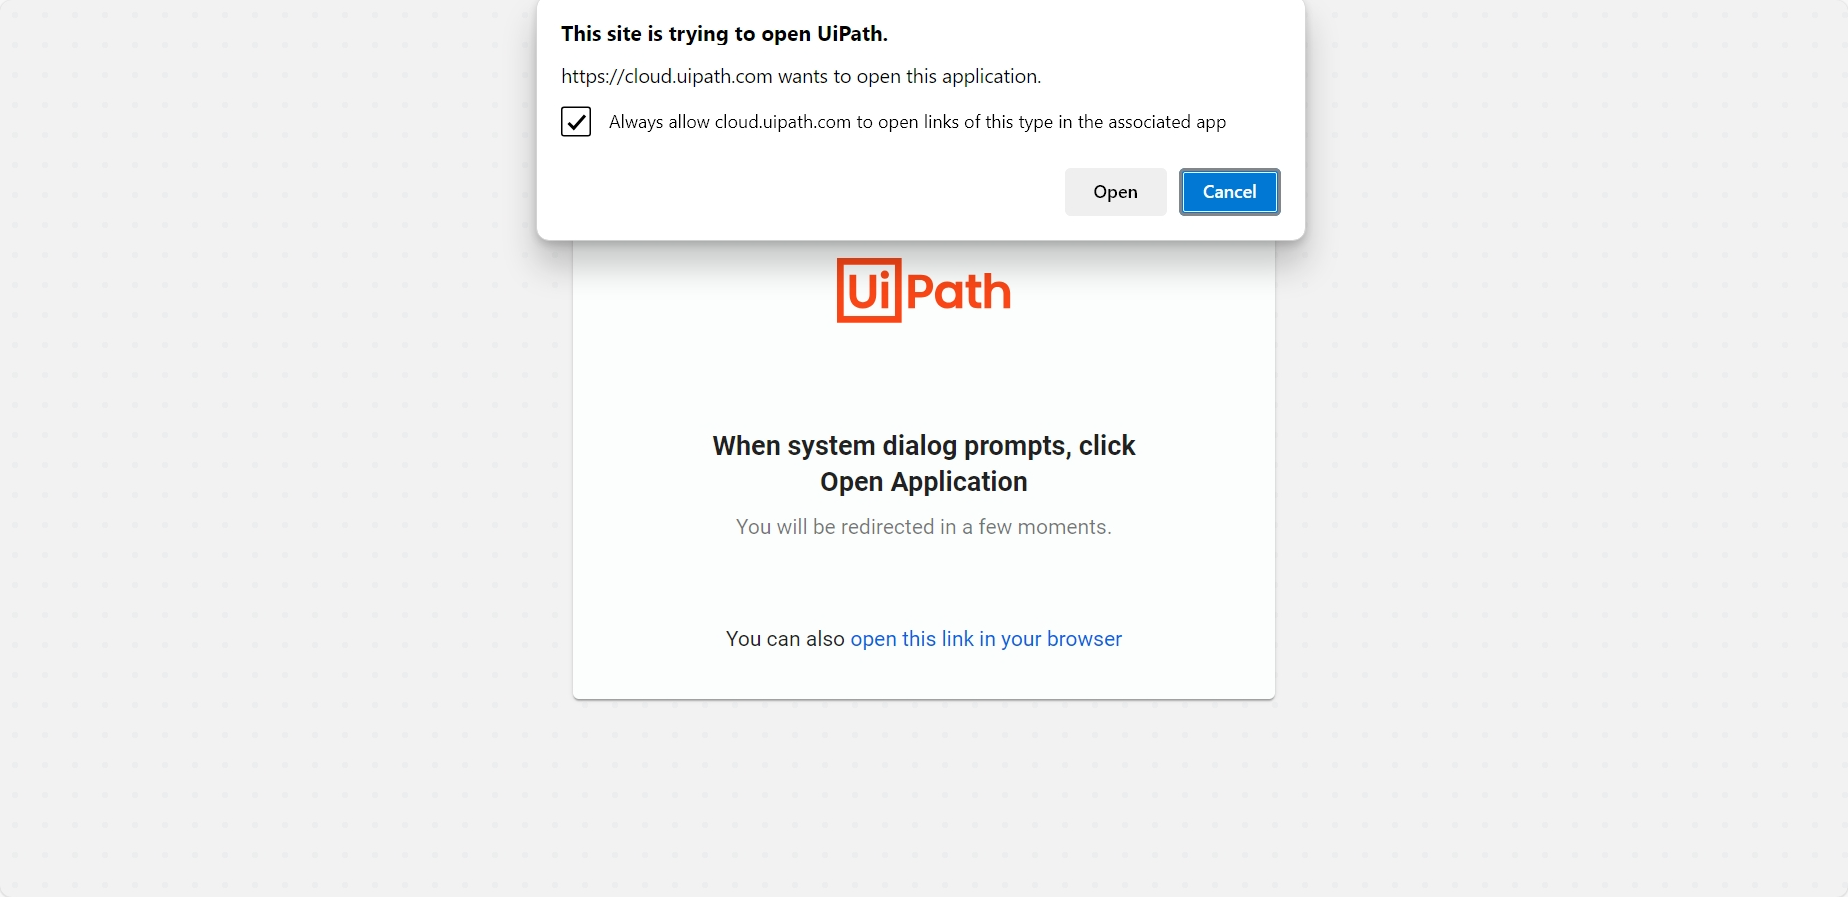 This site is trying to open UiPath.
https://cloud.uipath.com wants to open this application.
Always allow cloud.uipath.com to open links of this type in the associated app
Open Cancel
UiPath
When system dialog prompts, click
Open Application
You will be redirected in a few moments.
You can also open this link in your browser